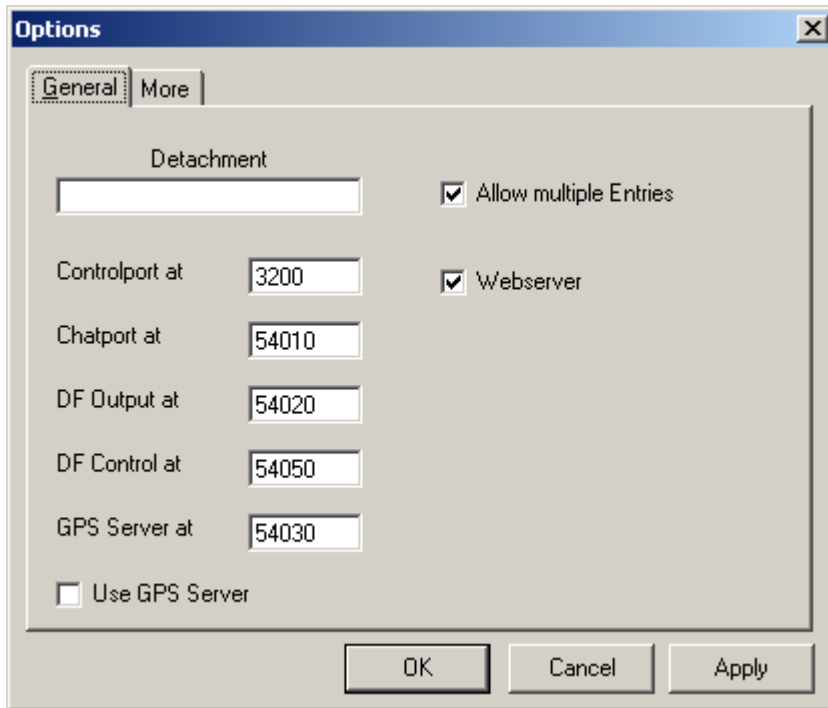 Options
General More
Detachment
Allow multiple Entries
Controlport at 3200
Webserver
Chatport at 54010
DF Output at 54020
DF Control at 54050
GPS Server at 54030
Use GPS Server
OK Cancel Apply